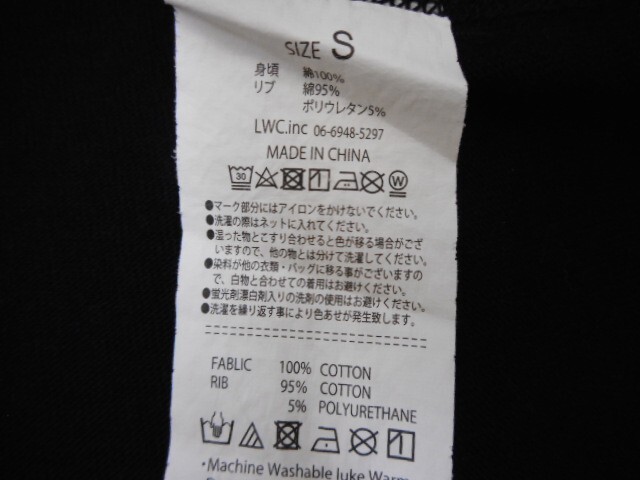 SIZE S
身頃 綿100%
リブ 綿95%
ポリウレタン5%
LWC.inc 06-6948-5297
MADE IN CHINA
30 W
●マーク部分にはアイロンをかけないでください。
●洗濯の際はネットに入れてください。
●湿った物とこすり合わせると色が移る場合がござ
いますので、他の物とは分けて洗濯してください。
●染料が他の衣類・バッグに移る事がございますの
で、白物と合わせての着用はお避けください。
●蛍光剤漂白剤入りの洗剤の使用はお避けください。
●洗濯を繰り返す事により色あせが発生致します。
FABLIC 100% COTTON
RIB 95% COTTON
5% POLYURETHANE
・Machine Washable luke Warm